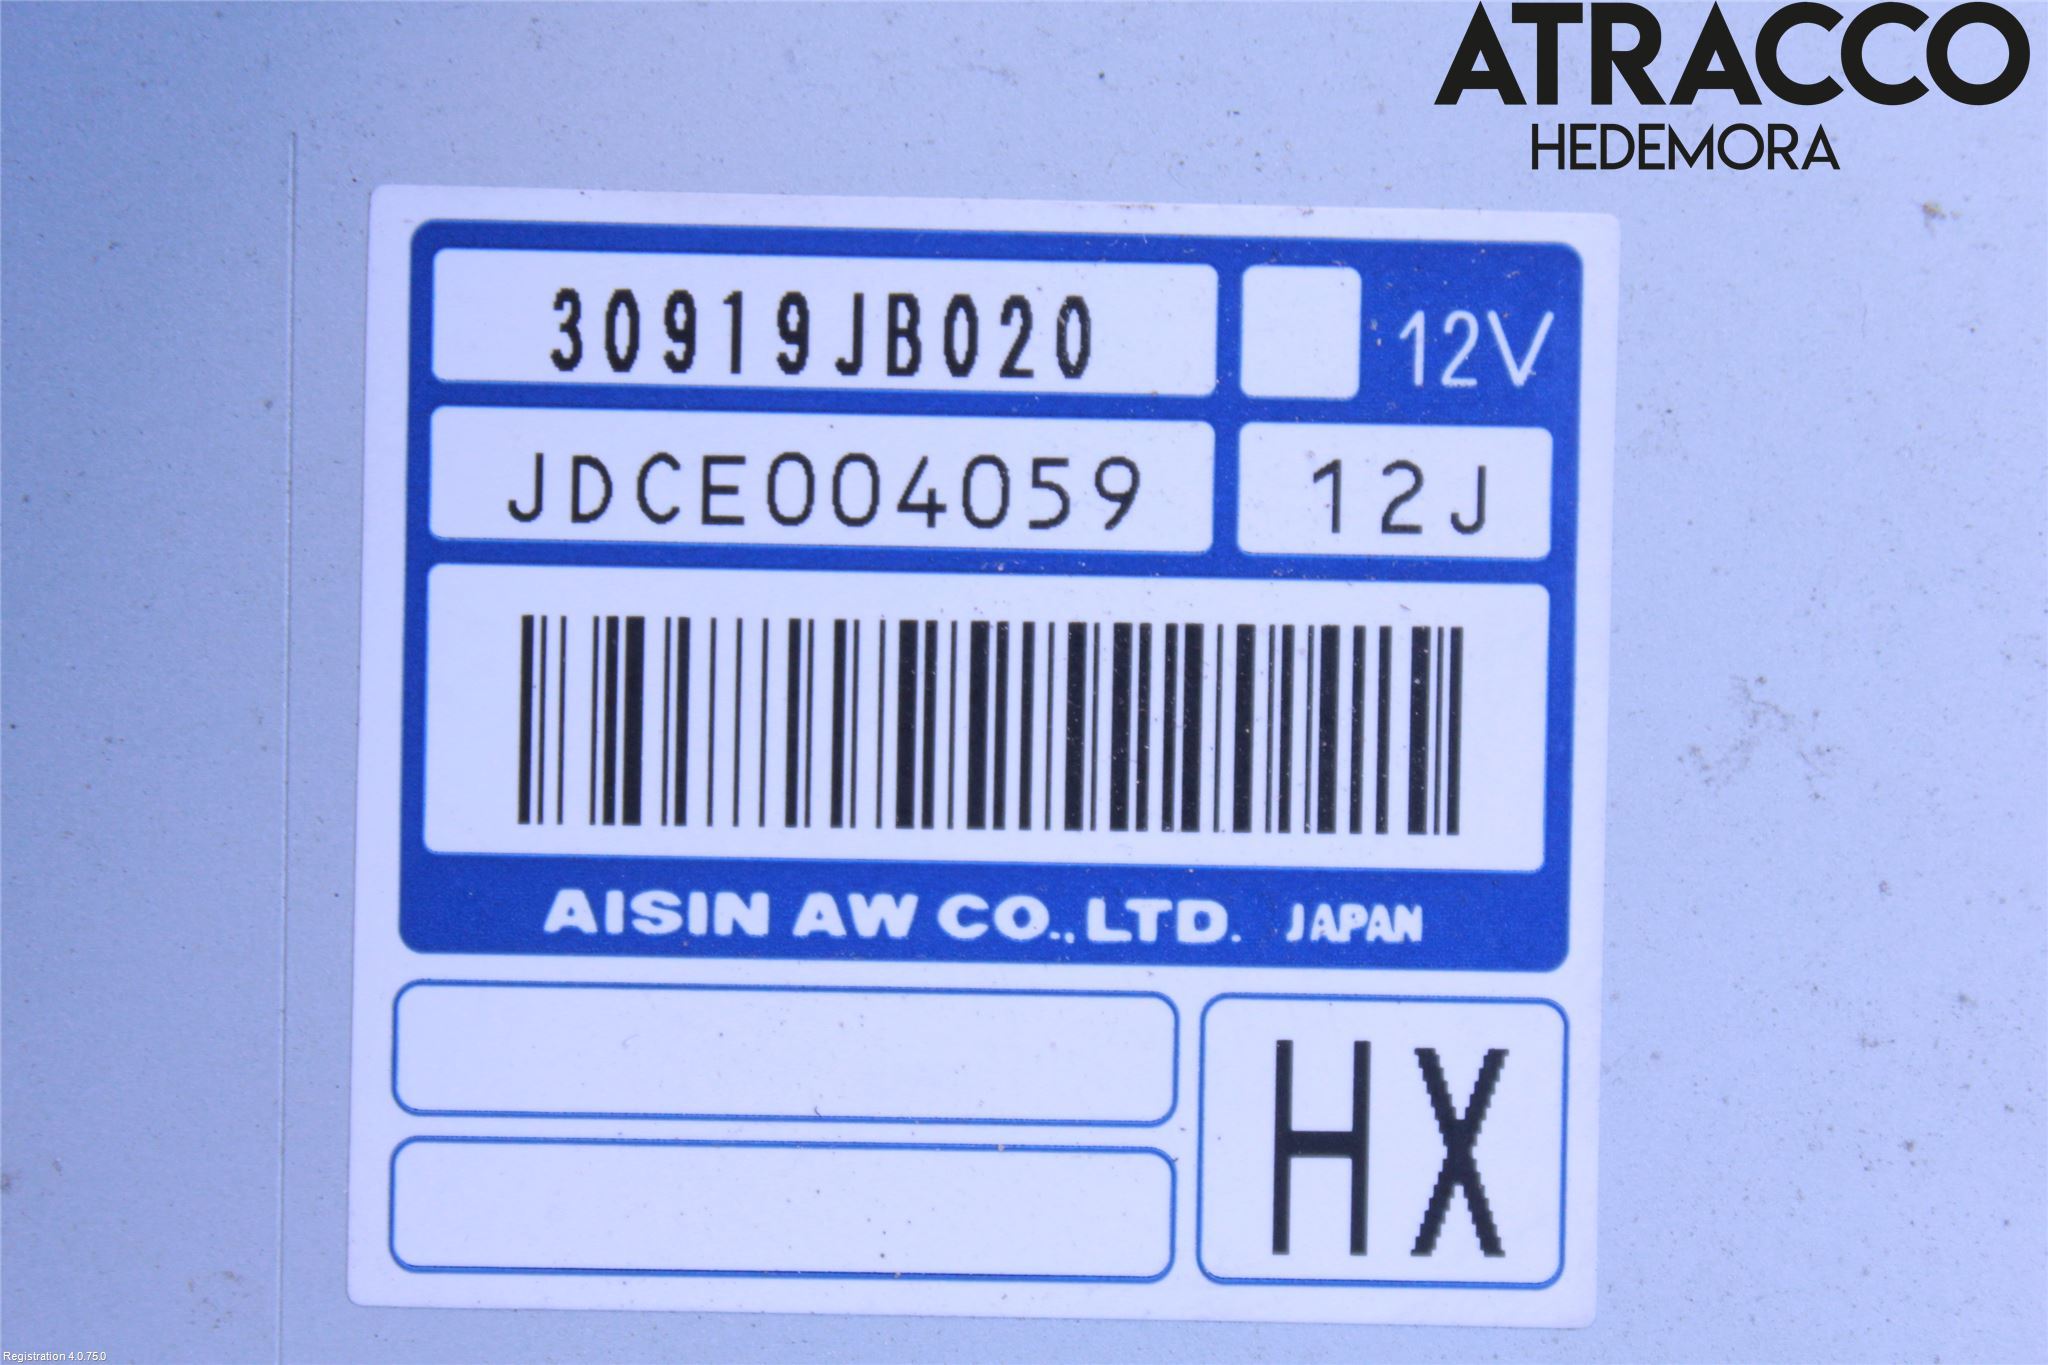 ATRACCO
HEDEMORA
30919JB020
12V
JDCE004059
12J
AISIN AW CO.,LTD. JAPAN
HX
Registration 4.0.75.0